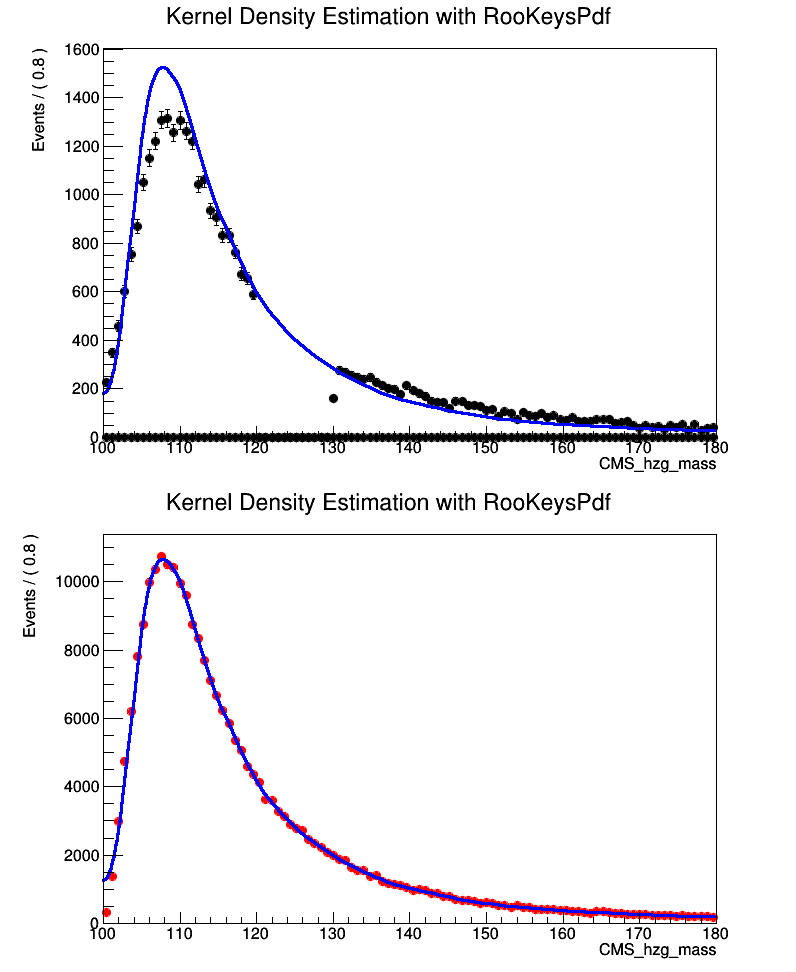 Kernel Density Estimation with RooKeysPdf
Events / ( 0.8 )
1600
1400
1200
1000
800
600
400
200
0
100 110 120 130 140 150 160 170 180
CMS_hzg_mass
Kernel Density Estimation with RooKeysPdf
Events / ( 0.8 )
10000
8000
6000
4000
2000
0
100 110 120 130 140 150 160 170 180
CMS_hzg_mass